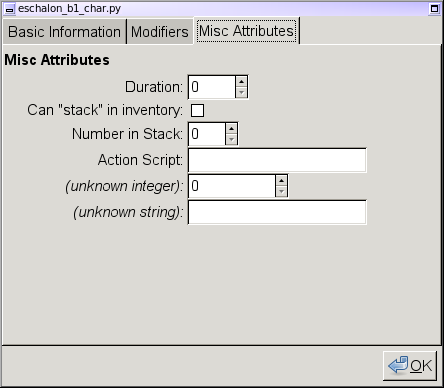 eschalon_b1_char.py
Basic Information Modifiers Misc Attributes
Misc Attributes
Duration: 0
Can "stack" in inventory:
Number in Stack: 0
Action Script:
(unknown integer): 0
(unknown string):
OK